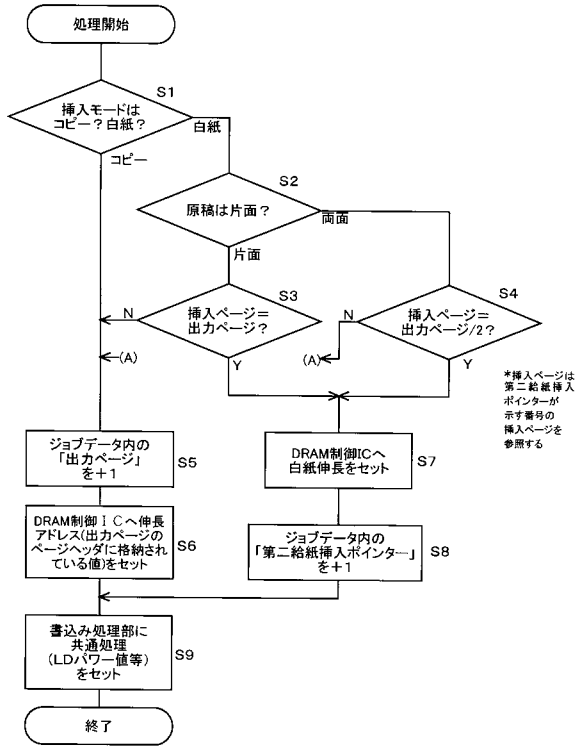 処理開始
S1
挿入モードは
コピー？白紙？
白紙
コピー
S2
原稿は片面？
両面
片面
S3
挿入ページ＝
出力ページ？
N
Y
S4
挿入ページ＝
出力ページ/2？
N
Y
(A)
(A)
*挿入ページは
第二給紙挿入
ポインターが
示す番号の
挿入ページを
参照する
ジョブデータ内の
「出力ページ」
を＋1
S5
DRAM制御IC へ
白紙伸長をセット
S7
DRAM制御ＩＣへ伸長
アドレス(出力ページの
ページヘッダに格納され
ている値)をセット
S6
ジョブデータ内の
「第二給紙挿入ポインター」
を＋1
S8
書込み処理部に
共通処理
(LDパワー値等)
をセット
S9
終了